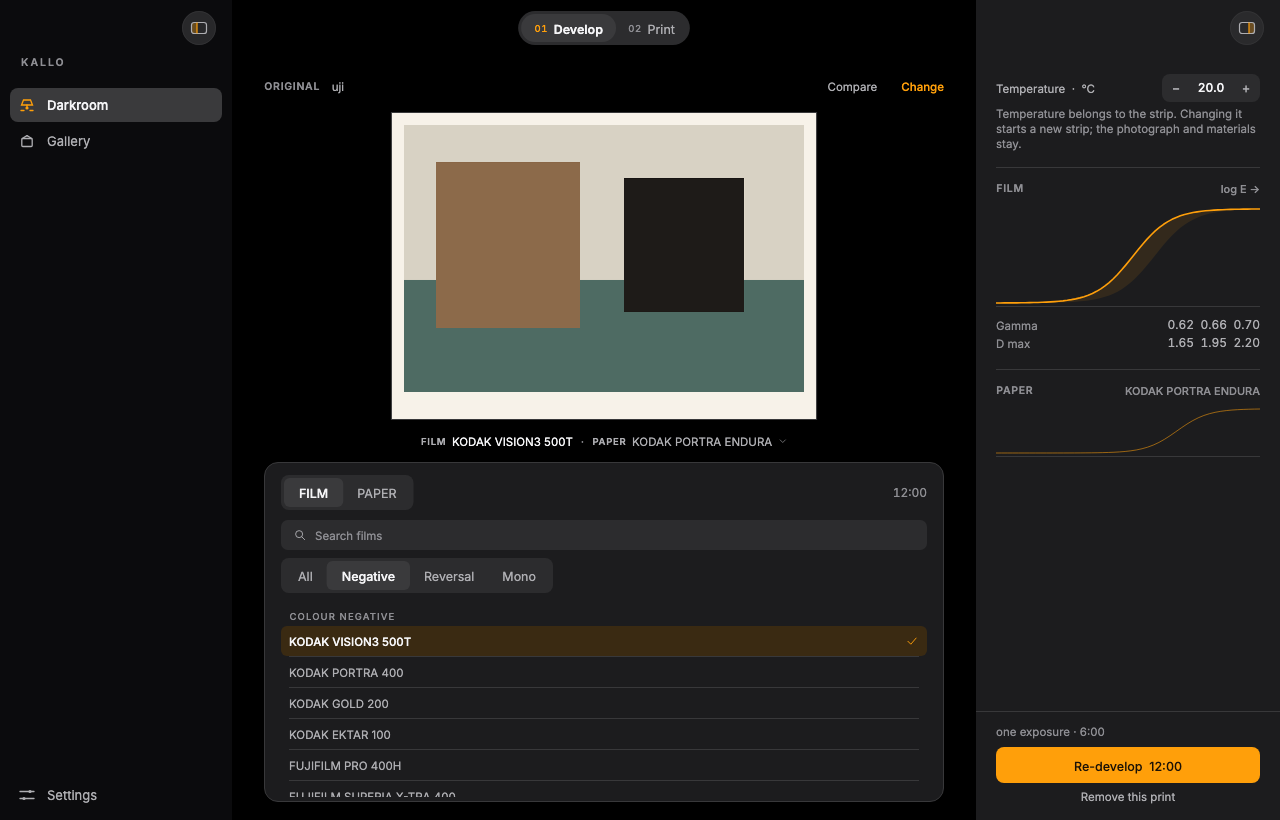 KALLO
Darkroom
Gallery
Settings
01 Develop 02 Print
ORIGINAL uji
Compare Change
FILM KODAK VISION3 500T · PAPER KODAK PORTRA ENDURA
FILM PAPER 12:00
Search films
All Negative Reversal Mono
COLOUR NEGATIVE
KODAK VISION3 500T
KODAK PORTRA 400
KODAK GOLD 200
KODAK EKTAR 100
FUJIFILM PRO 400H
FUJIFILM SUPERIA X-TRA 400
Temperature · °C − 20.0 +
Temperature belongs to the strip. Changing it
starts a new strip; the photograph and materials
stay.
FILM log E →
Gamma 0.62 0.66 0.70
D max 1.65 1.95 2.20
PAPER KODAK PORTRA ENDURA
one exposure · 6:00
Re-develop 12:00
Remove this print